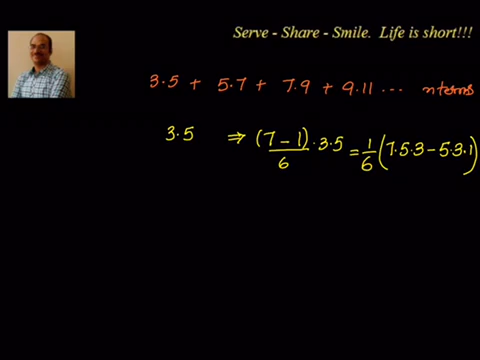 Serve - Share - Smile. Life is short!!!
3.5 + 5.7 + 7.9 + 9.11 ... n terms
3.5 ⇒ (7-1)/6 . 3.5 = 1/6 (7.5.3 - 5.3.1)